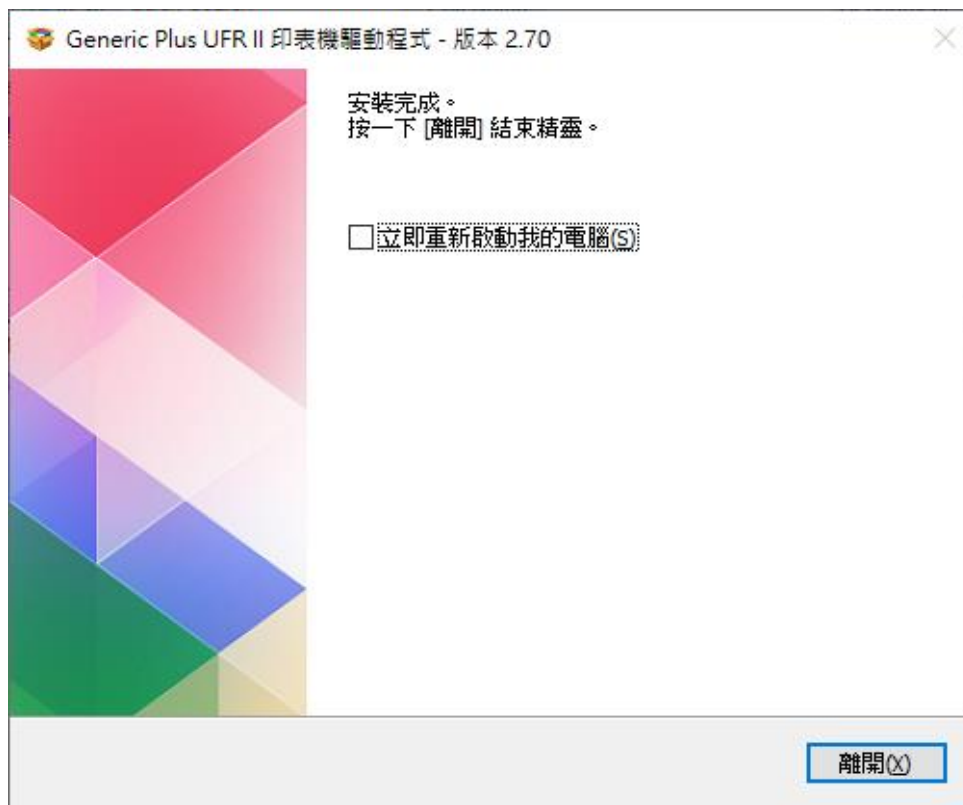 Generic Plus UFR II 印表機驅動程式 - 版本 2.70
安裝完成。
按一下 [離開] 結束精靈。
立即重新啟動我的電腦(S)
離開(X)